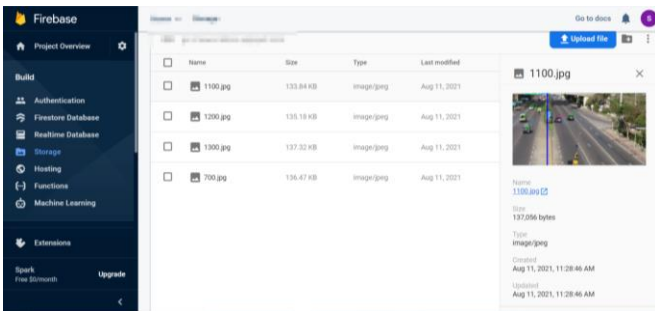 Firebase
Go to docs
S
Project Overview
Upload file
Name Size Type Last modified
1100.jpg
Build
1100.jpg 133.84 KB image/jpeg Aug 11, 2021
Authentication
Firestore Database
1200.jpg 135.18 KB image/jpeg Aug 11, 2021
Realtime Database
Storage
1300.jpg 137.32 KB image/jpeg Aug 11, 2021
Hosting
Functions
700.jpg 136.47 KB image/jpeg Aug 11, 2021
Machine Learning
Name
1100.jpg
Size
137,056 bytes
Extensions
Type
image/jpeg
Spark
Free $0/month
Upgrade
Created
Aug 11, 2021, 11:28:46 AM
Updated
Aug 11, 2021, 11:28:46 AM